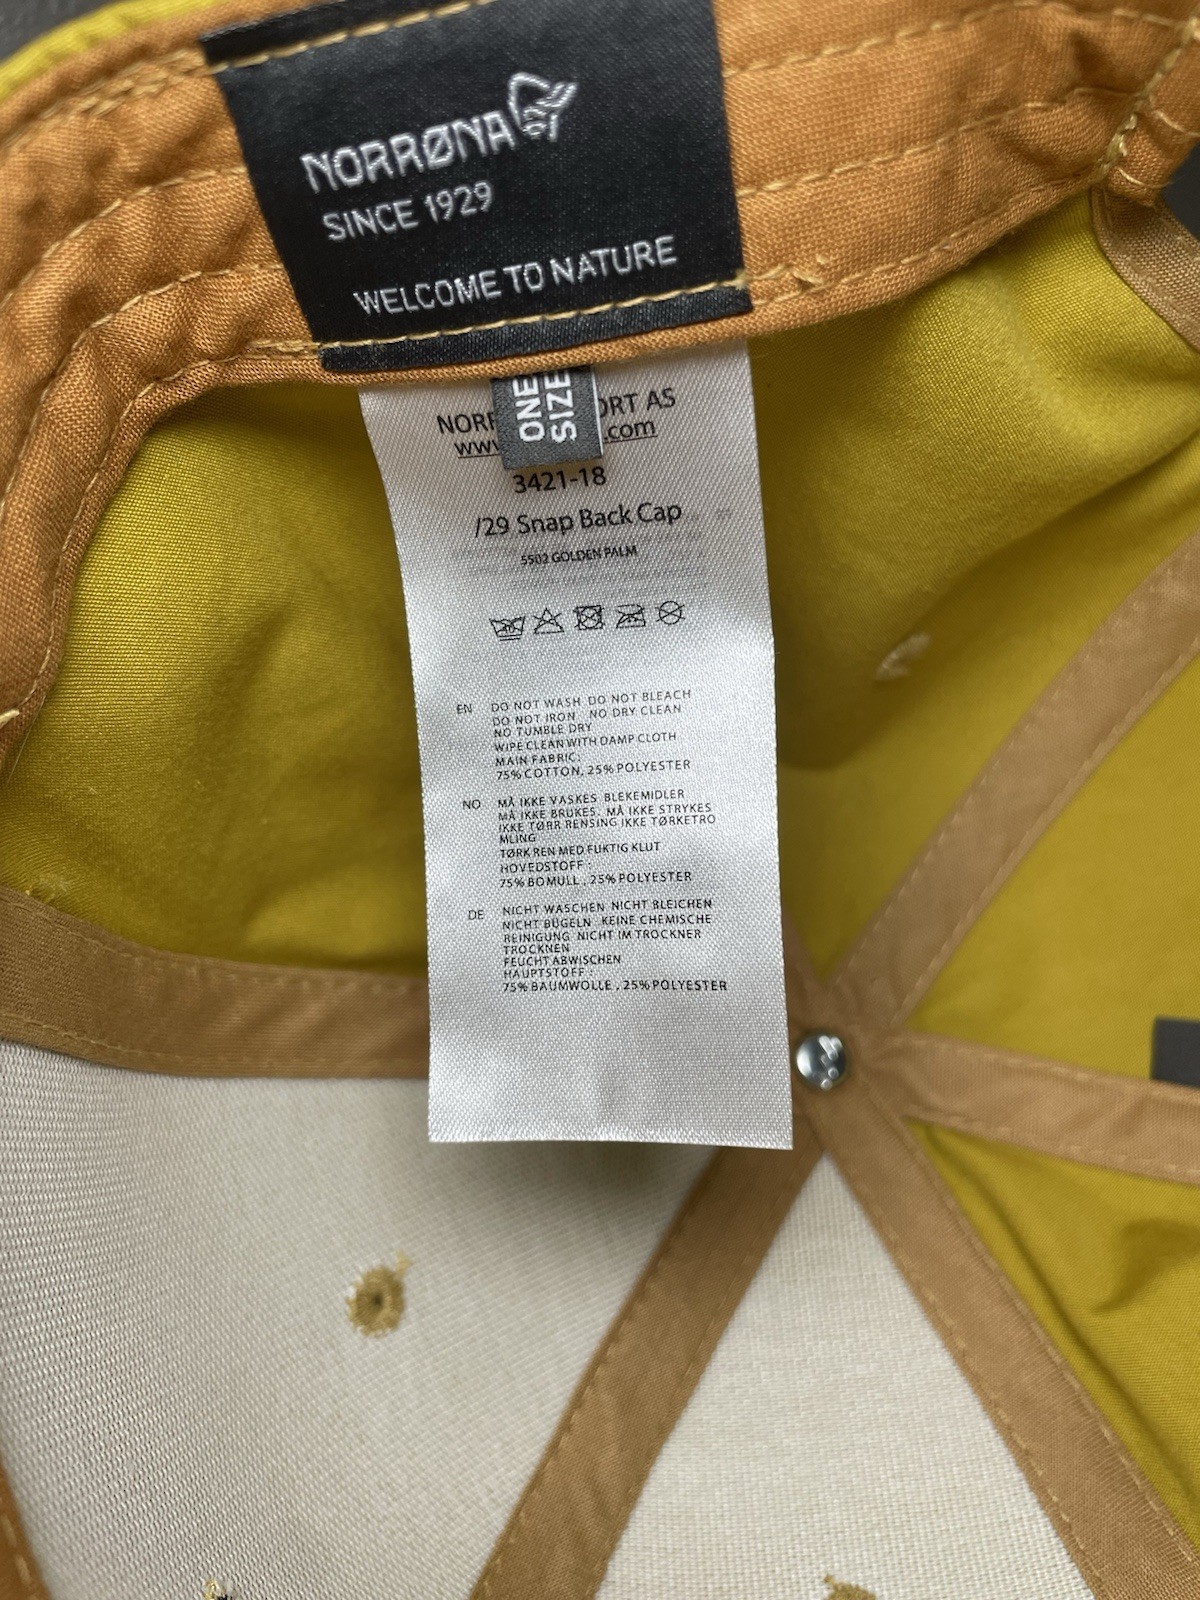 NORRØNA
SINCE 1929
WELCOME TO NATURE
ONE
SIZE
ORT AS
.com
3421-18
/29 Snap Back Cap
5502 GOLDEN PALM
EN DO NOT WASH DO NOT BLEACH
DO NOT IRON NO DRY CLEAN
NO TUMBLE DRY
WIPE CLEAN WITH DAMP CLOTH
MAIN FABRIC:
75% COTTON, 25% POLYESTER
NO MÅ IKKE VASKES BLEKEMIDLER
MÅ IKKE BRUKES, MÅ IKKE STRYKES
IKKE TØRR RENSING IKKE TØRKETRO
MLING
TØRK REN MED FUKTIG KLUT
HOVEDSTOFF :
75% BOMULL , 25% POLYESTER
DE NICHT WASCHEN NICHT BLEICHEN
NICHT BÜGELN KEINE CHEMISCHE
REINIGUNG NICHT IM TROCKNER
TROCKNEN
FEUCHT ABWISCHEN
HAUPTSTOFF :
75% BAUMWOLLE , 25% POLYESTER